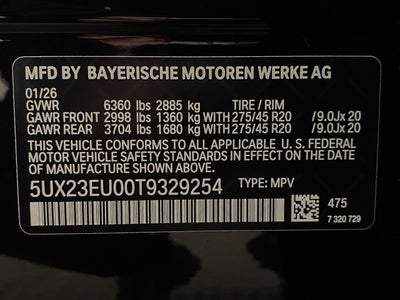 MFD BY BAYERISCHE MOTOREN WERKE AG
01/26
GVWR 6360 lbs 2885 kg TIRE / RIM
GAWR FRONT 2998 lbs 1360 kg WITH 275/45 R20 /9.0Jx 20
GAWR REAR 3704 lbs 1680 kg WITH 275/45 R20 /9.0Jx 20
THIS VEHICLE CONFORMS TO ALL APPLICABLE U.S. FEDERAL
MOTOR VEHICLE SAFETY STANDARDS IN EFFECT ON THE DATE
OF MANUFACTURE SHOWN ABOVE.
5UX23EU00T9329254 TYPE: MPV
475
7 320 729